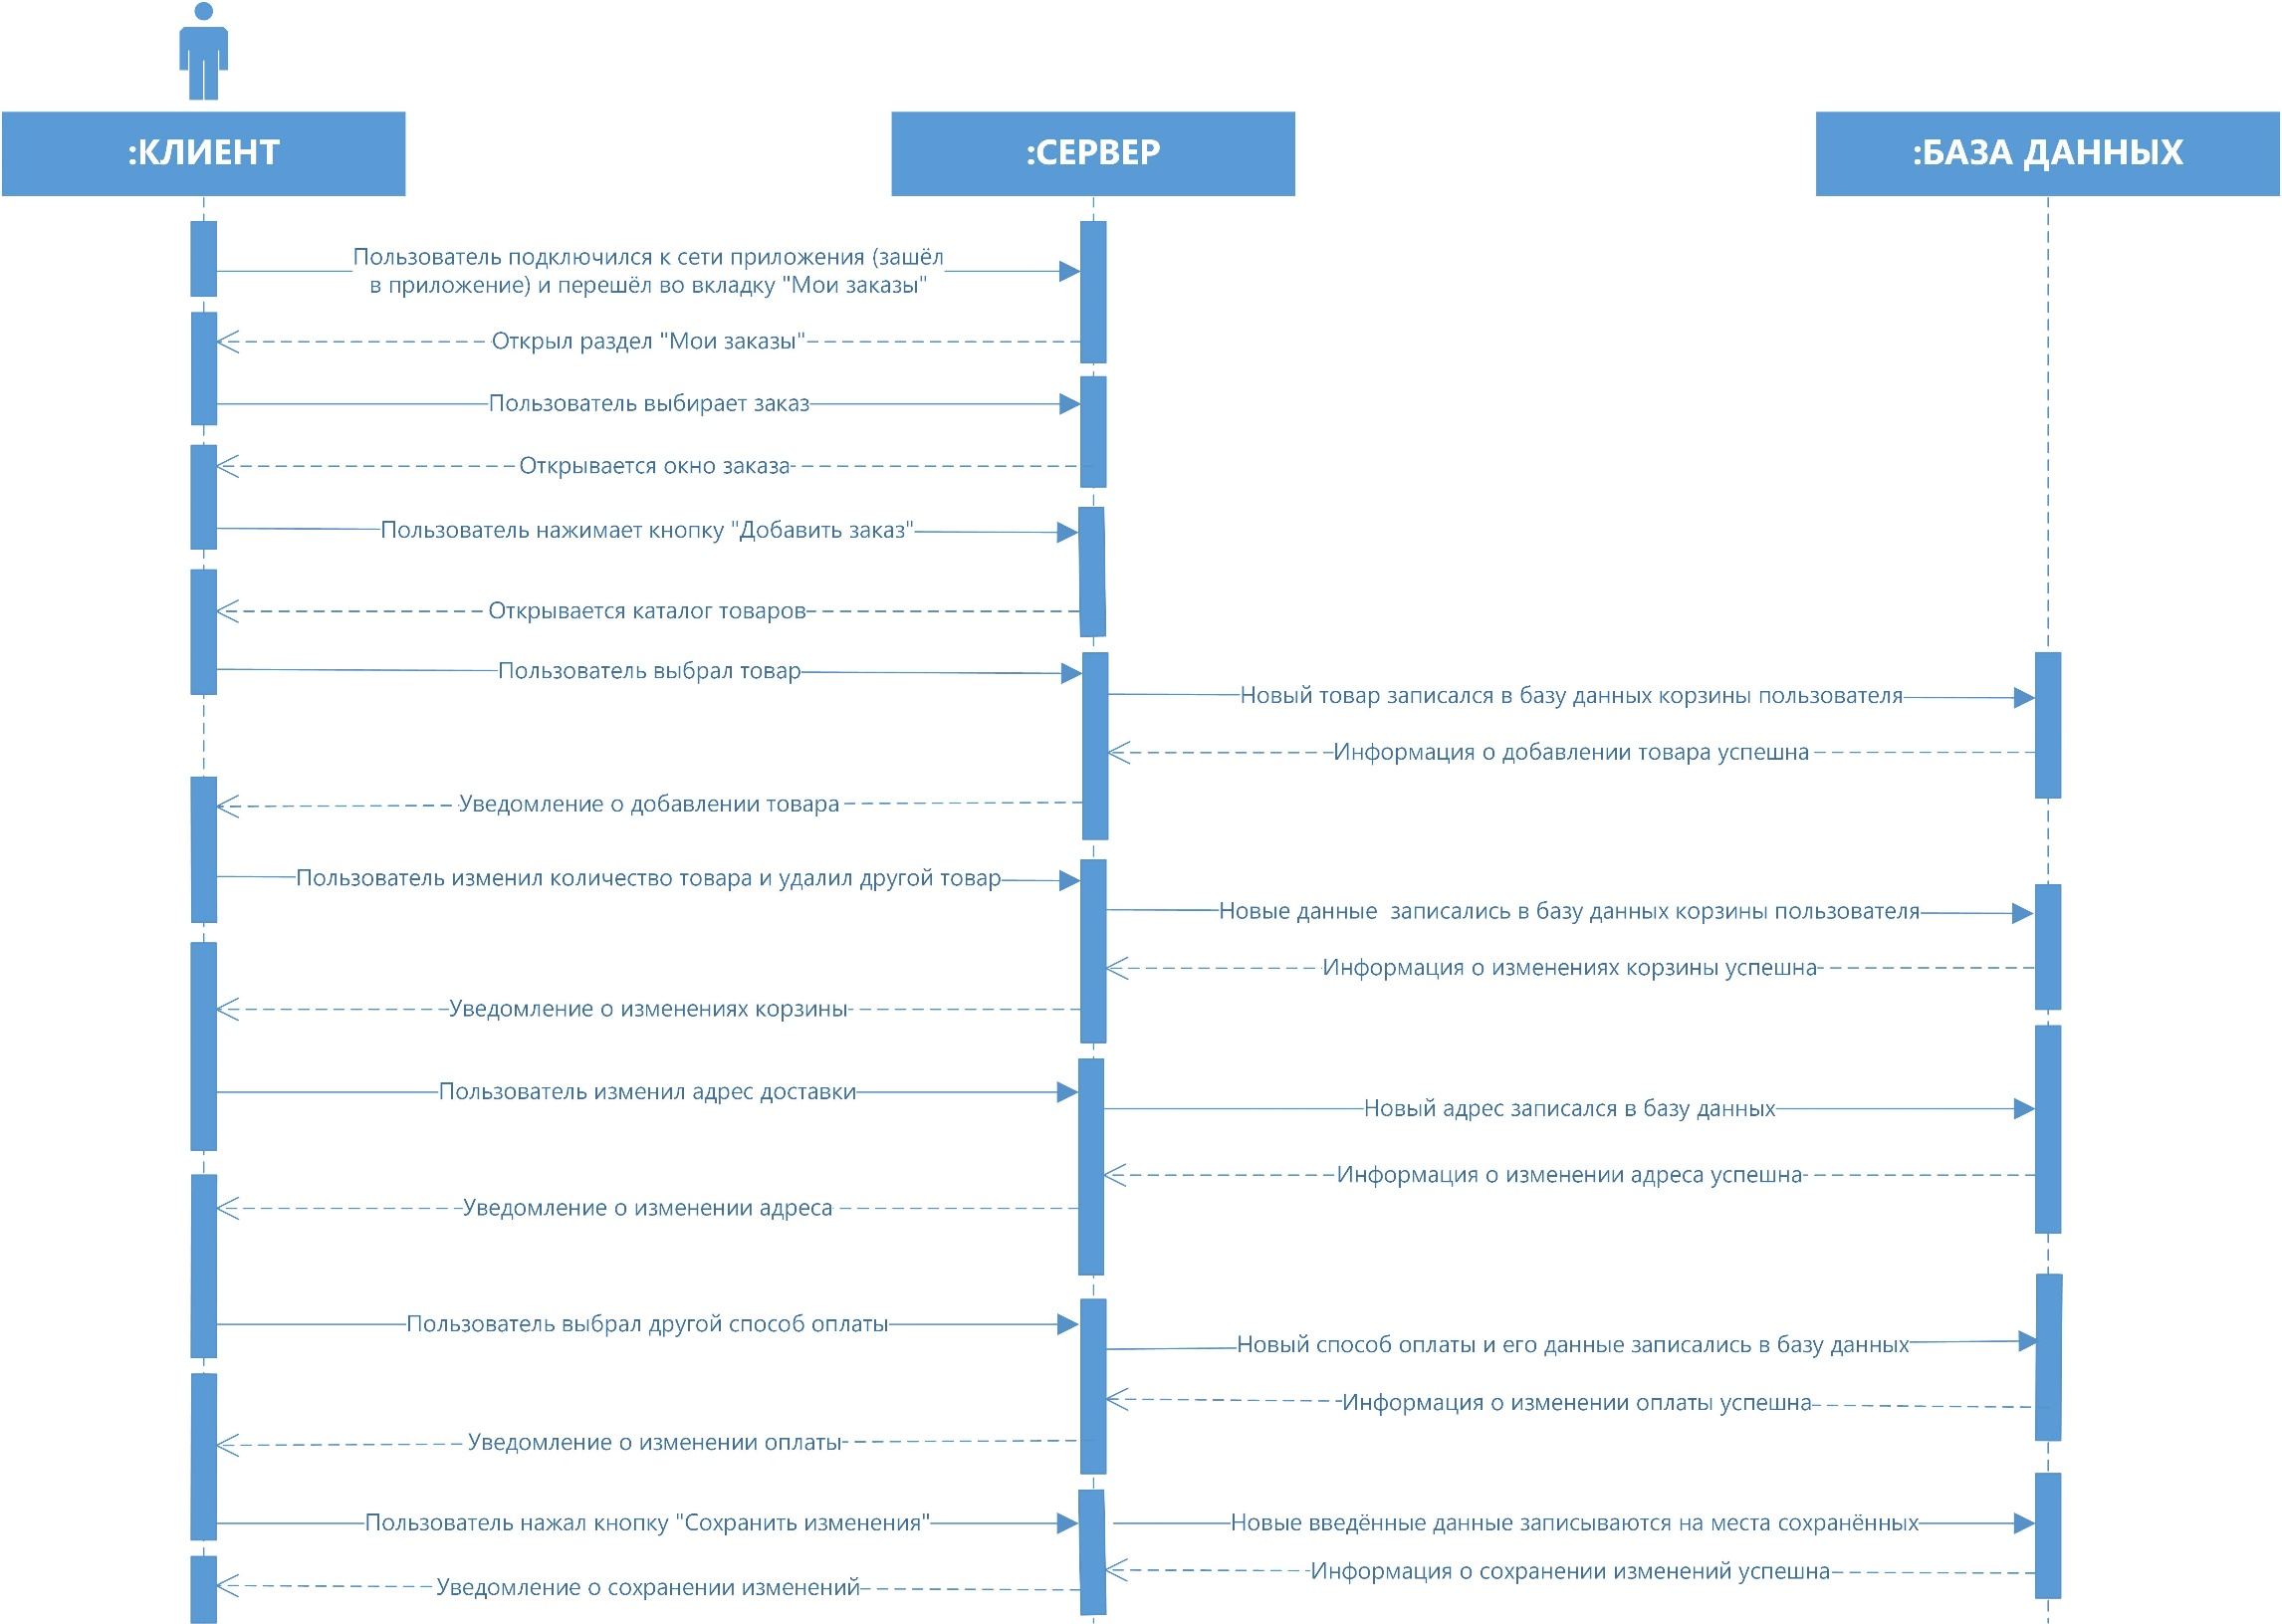 :КЛИЕНТ
:СЕРВЕР
:БАЗА ДАННЫХ
Пользователь подключился к сети приложения (зашёл
в приложение) и перешёл во вкладку "Мои заказы"
Открыл раздел "Мои заказы"
Пользователь выбирает заказ
Открывается окно заказа
Пользователь нажимает кнопку "Добавить заказ"
Открывается каталог товаров
Пользователь выбрал товар
Новый товар записался в базу данных корзины пользователя
Информация о добавлении товара успешна
Уведомление о добавлении товара
Пользователь изменил количество товара и удалил другой товар
Новые данные  записались в базу данных корзины пользователя
Информация о изменениях корзины успешна
Уведомление о изменениях корзины
Пользователь изменил адрес доставки
Новый адрес записался в базу данных
Информация о изменении адреса успешна
Уведомление о изменении адреса
Пользователь выбрал другой способ оплаты
Новый способ оплаты и его данные записались в базу данных
Информация о изменении оплаты успешна
Уведомление о изменении оплаты
Пользователь нажал кнопку "Сохранить изменения"
Новые введённые данные записываются на места сохранённых
Информация о сохранении изменений успешна
Уведомление о сохранении изменений